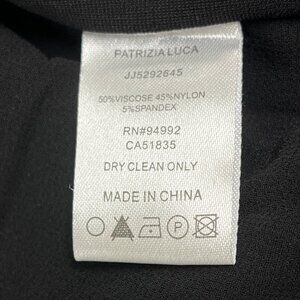 PATRIZIA LUCA
JJ5292645
50%VISCOSE 45%NYLON
5%SPANDEX
RN#94992
CA51835
DRY CLEAN ONLY
MADE IN CHINA
P